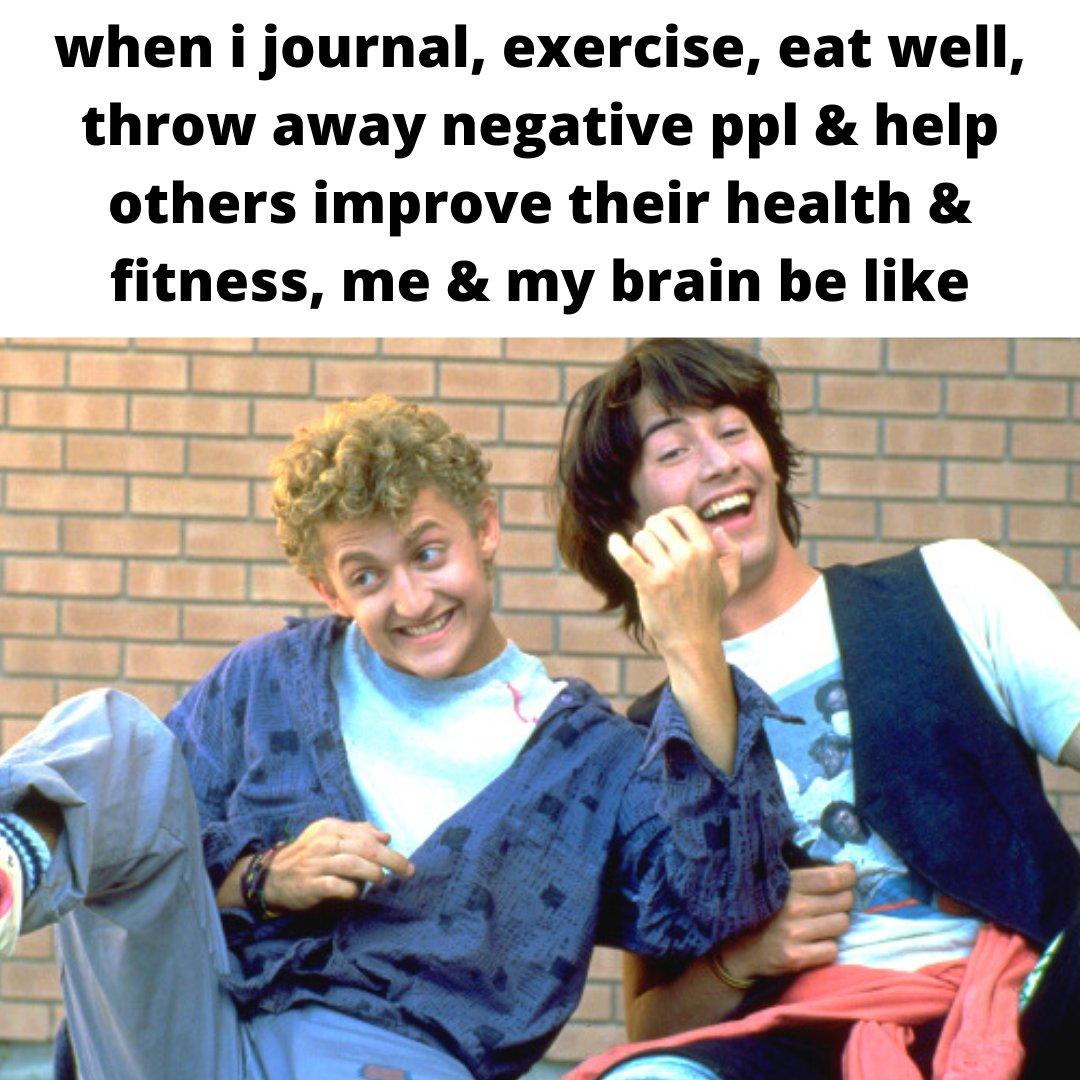 when i journal, exercise, eat well,
throw away negative ppl & help
others improve their health &
fitness, me & my brain be like